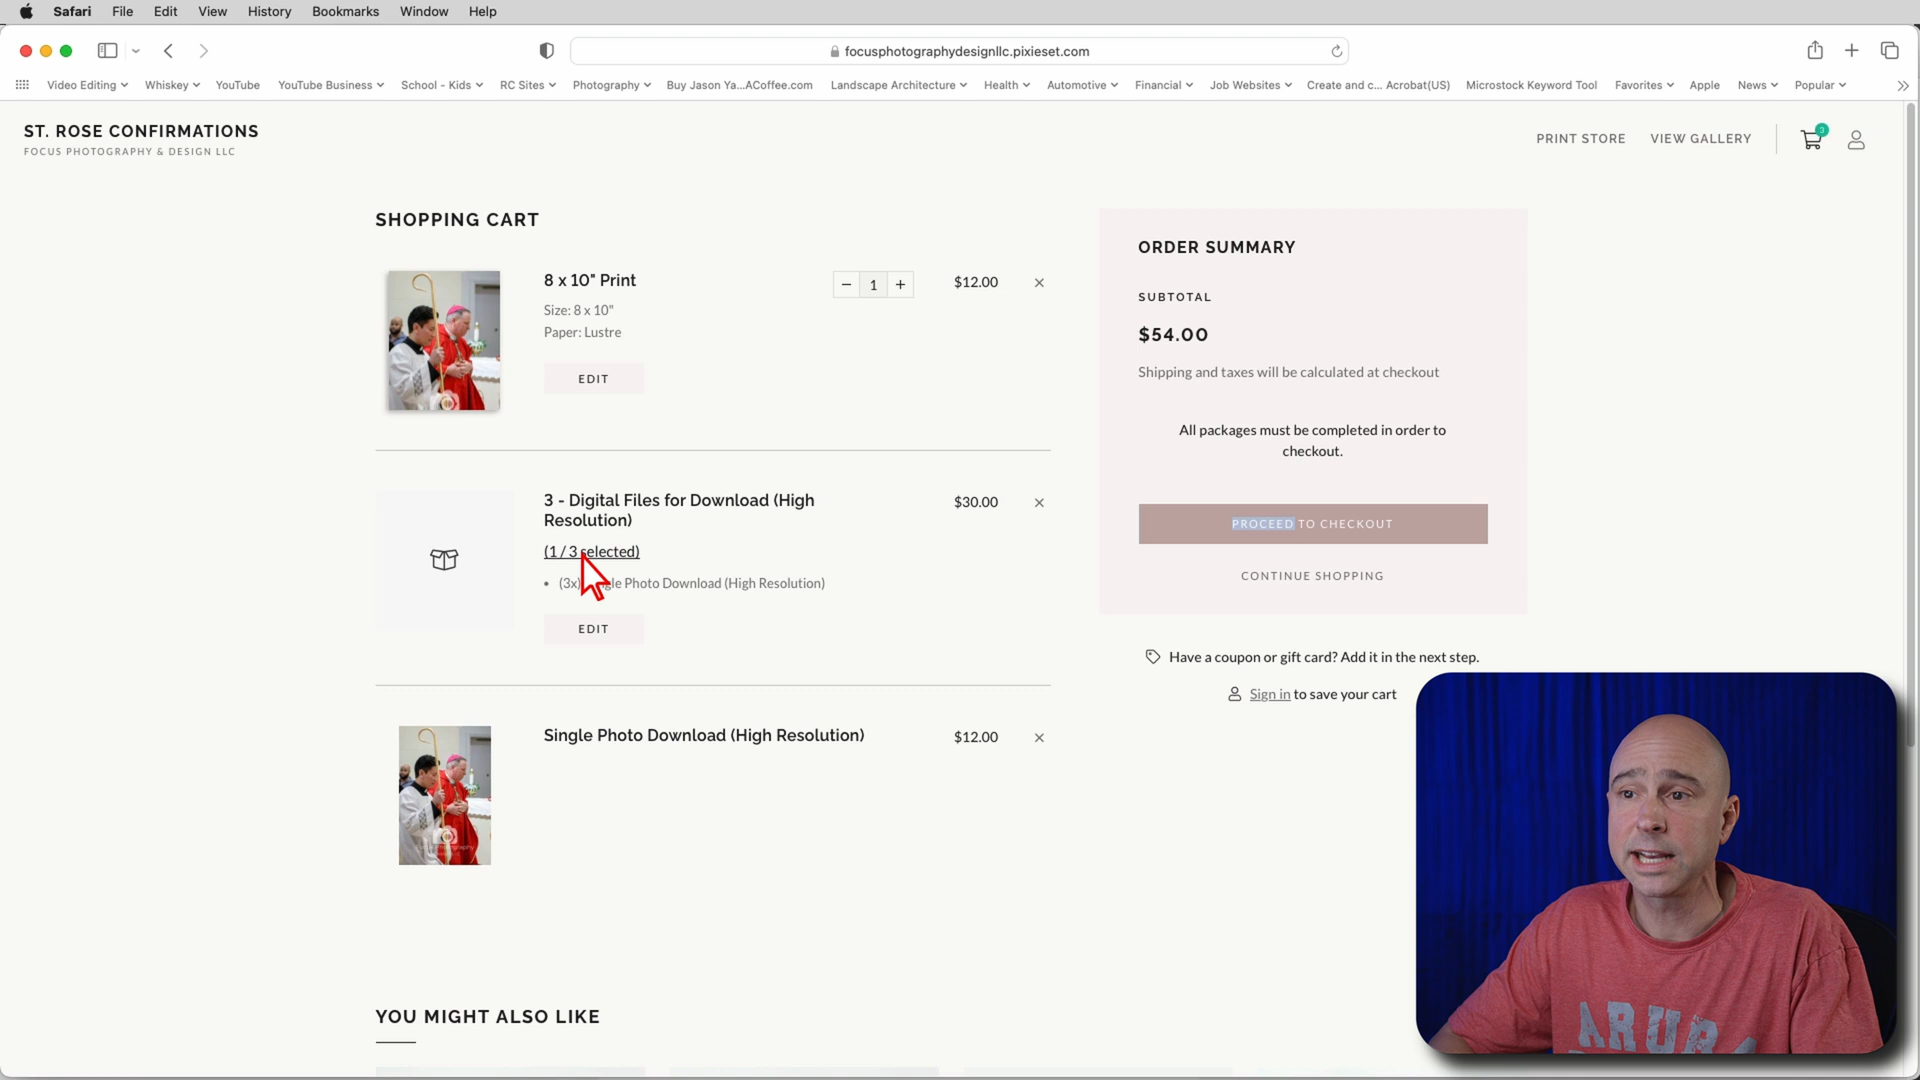 Safari File Edit View History Bookmarks Window Help
focusphotographydesignllc.pixieset.com
Video Editing Whiskey YouTube YouTube Business School - Kids RC Sites Photography Buy Jason Ya...ACoffee.com Landscape Architecture Health Automotive Financial Job Websites Create and c... Acrobat(US) Microstock Keyword Tool Favorites Apple News Popular
ST. ROSE CONFIRMATIONS
FOCUS PHOTOGRAPHY & DESIGN LLC
PRINT STORE VIEW GALLERY 3
SHOPPING CART
8 x 10" Print
1
$12.00
Size: 8 x 10"
Paper: Lustre
EDIT
3 - Digital Files for Download (High
Resolution)
$30.00
(1 / 3 selected)
• (3x) Photo Download (High Resolution)
EDIT
Single Photo Download (High Resolution)
$12.00
YOU MIGHT ALSO LIKE
ORDER SUMMARY
SUBTOTAL
$54.00
Shipping and taxes will be calculated at checkout
All packages must be completed in order to
checkout.
PROCEED TO CHECKOUT
CONTINUE SHOPPING
Have a coupon or gift card? Add it in the next step.
Sign in to save your cart
ARUBA